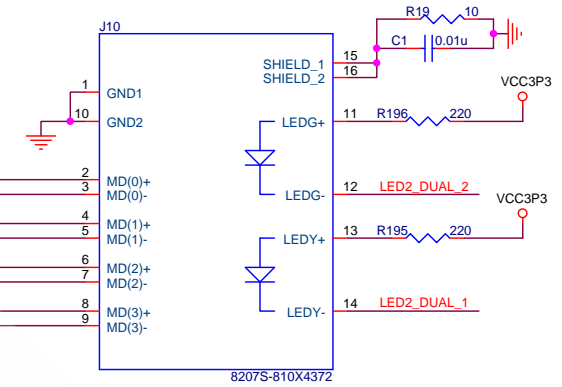 R19 10
J10
C1 0.01u
SHIELD_1 15
SHIELD_2 16
VCC3P3
1 GND1
10 GND2
LEDG+ 11 R196 220
2 MD(0)+
3 MD(0)-
LEDG- 12 LED2_DUAL_2
VCC3P3
4 MD(1)+
5 MD(1)-
LEDY+ 13 R195 220
6 MD(2)+
7 MD(2)-
8 MD(3)+
9 MD(3)-
LEDY- 14 LED2_DUAL_1
8207S-810X4372